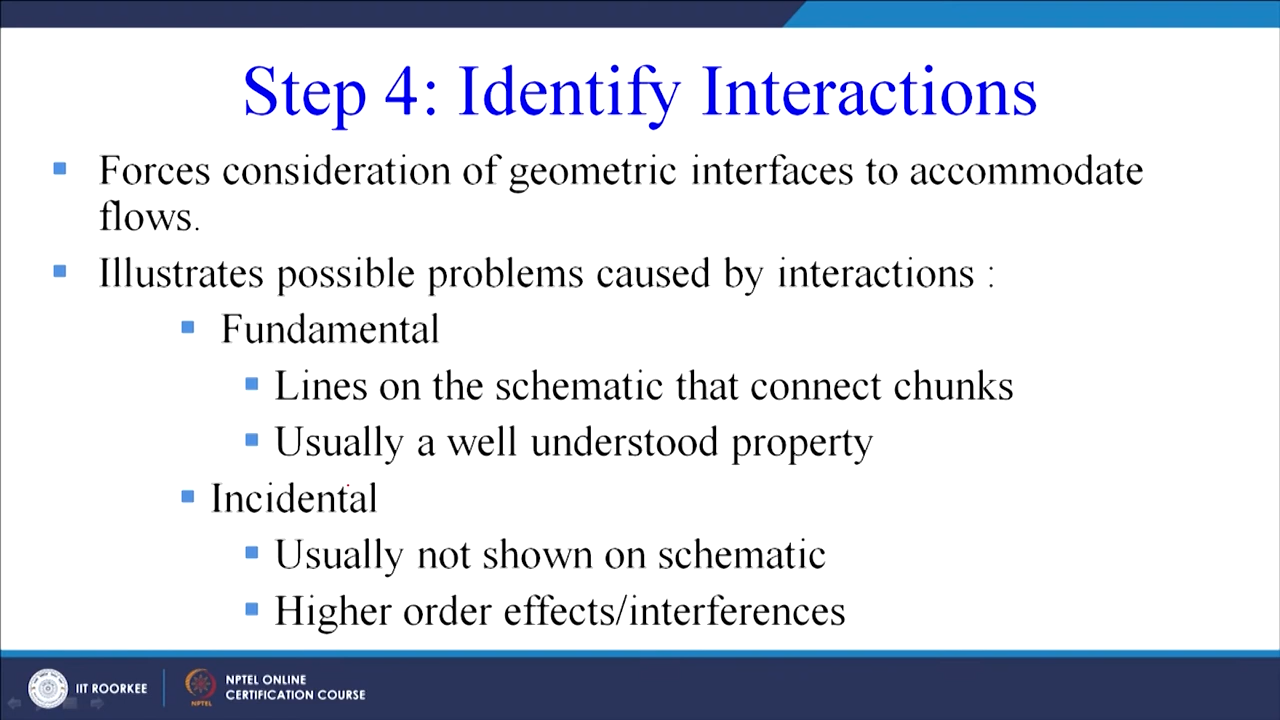 Step 4: Identify Interactions
Forces consideration of geometric interfaces to accommodate
flows.
Illustrates possible problems caused by interactions :
Fundamental
Lines on the schematic that connect chunks
Usually a well understood property
Incidental
Usually not shown on schematic
Higher order effects/interferences
IIT ROORKEE
NPTEL
NPTEL ONLINE
CERTIFICATION COURSE